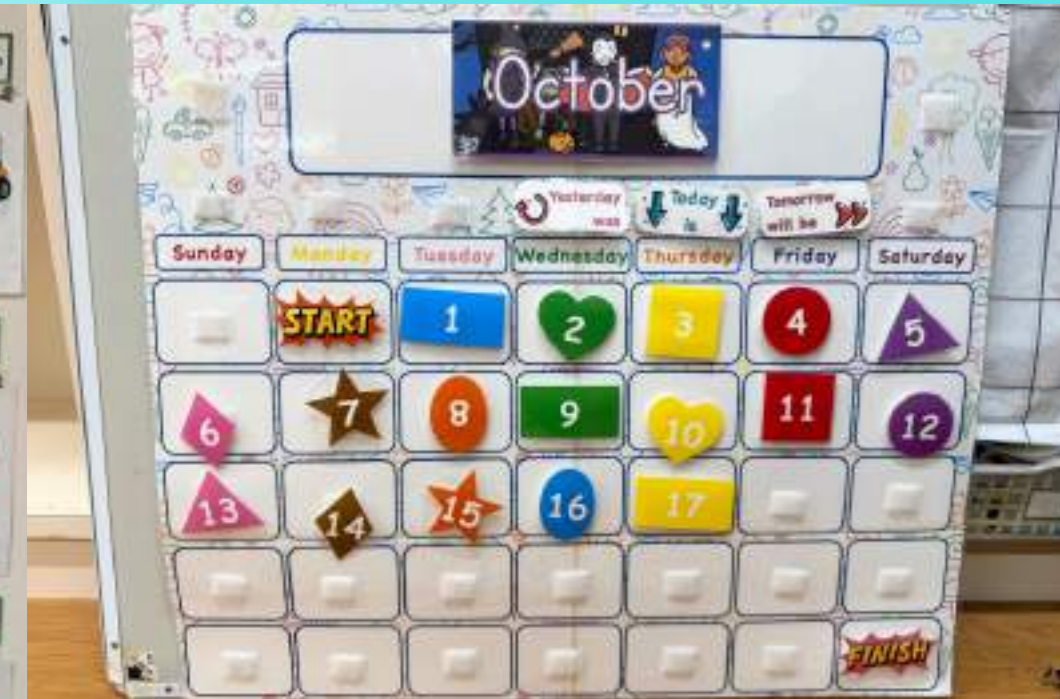 October
Yesterday was
Today is
Tomorrow will be
Sunday Monday Tuesday Wednesday Thursday Friday Saturday
START 1 2 3 4 5
6 7 8 9 10 11 12
13 14 15 16 17
FINISH